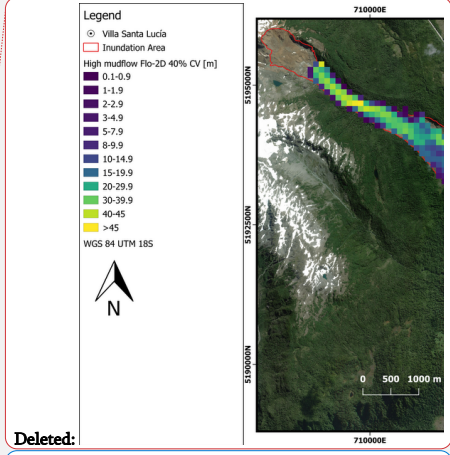 Legend
Villa Santa Lucía
Inundation Area
High mudflow Flo-2D 40% CV [m]
0.1-0.9
1-1.9
2-2.9
3-4.9
5-7.9
8-9.9
10-14.9
15-19.9
20-29.9
30-39.9
40-45
>45
WGS 84 UTM 18S
N
710000E
5195000N
5192500N
5190000N
0 500 1000 m
710000E
Deleted: